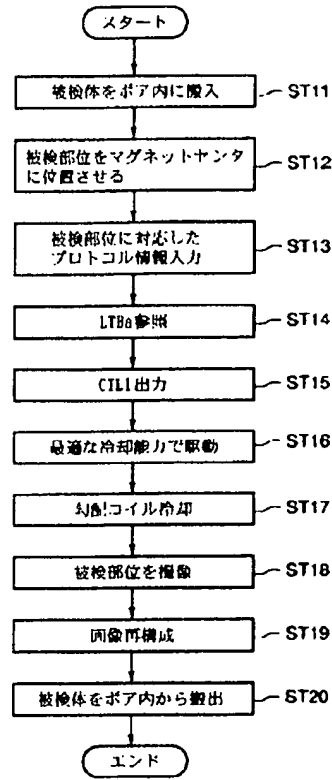 スタート
被検体をボア内に搬入
ST11
被検部位をマグネットセンタ
に位置させる
ST12
被検部位に対応した
プロトコル情報入力
ST13
LTBa参照
ST14
CTL1出力
ST15
最適な冷却能力で駆動
ST16
勾配コイル冷却
ST17
被検部位を撮像
ST18
画像再構成
ST19
被検体をボア内から搬出
ST20
エンド